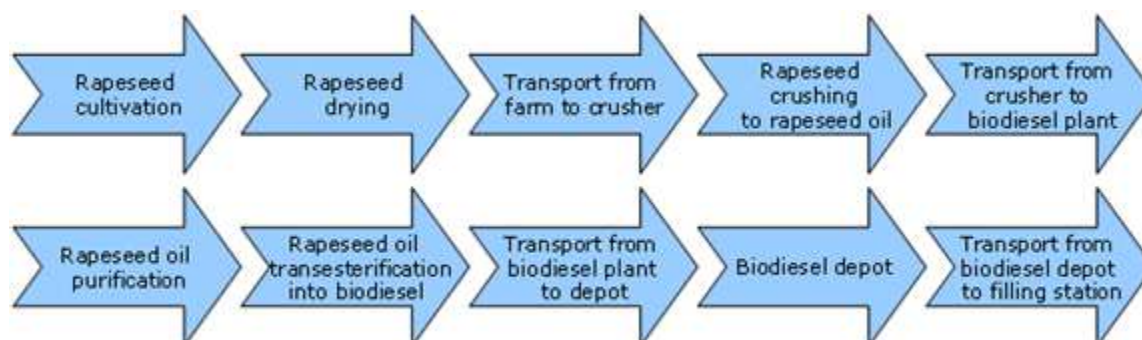 Rapeseed
cultivation
Rapeseed
drying
Transport from
farm to crusher
Rapeseed
crushing
to rapeseed oil
Transport from
crusher to
biodiesel plant
Rapeseed oil
purification
Rapeseed oil
transesterification
into biodiesel
Transport from
biodiesel plant
to depot
Biodiesel depot
Transport from
biodiesel depot
to filling station